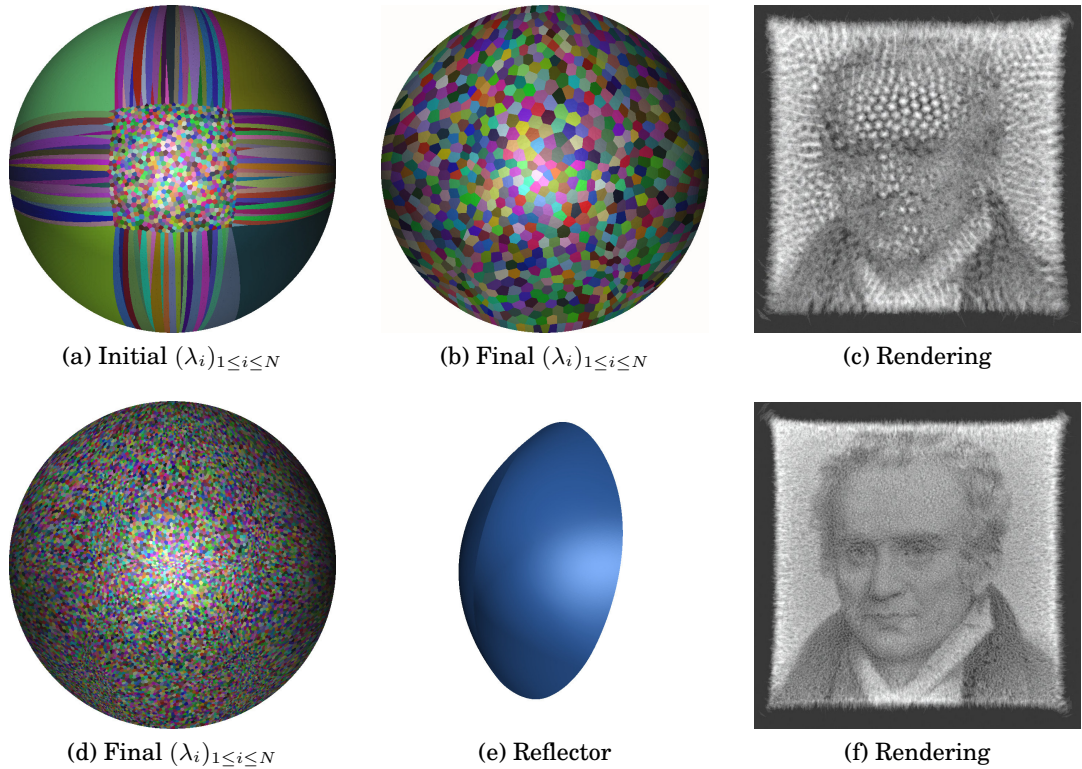 (a) Initial (λᵢ)₁≤ᵢ≤N
(b) Final (λᵢ)₁≤ᵢ≤N
(c) Rendering
(d) Final (λᵢ)₁≤ᵢ≤N
(e) Reflector
(f) Rendering